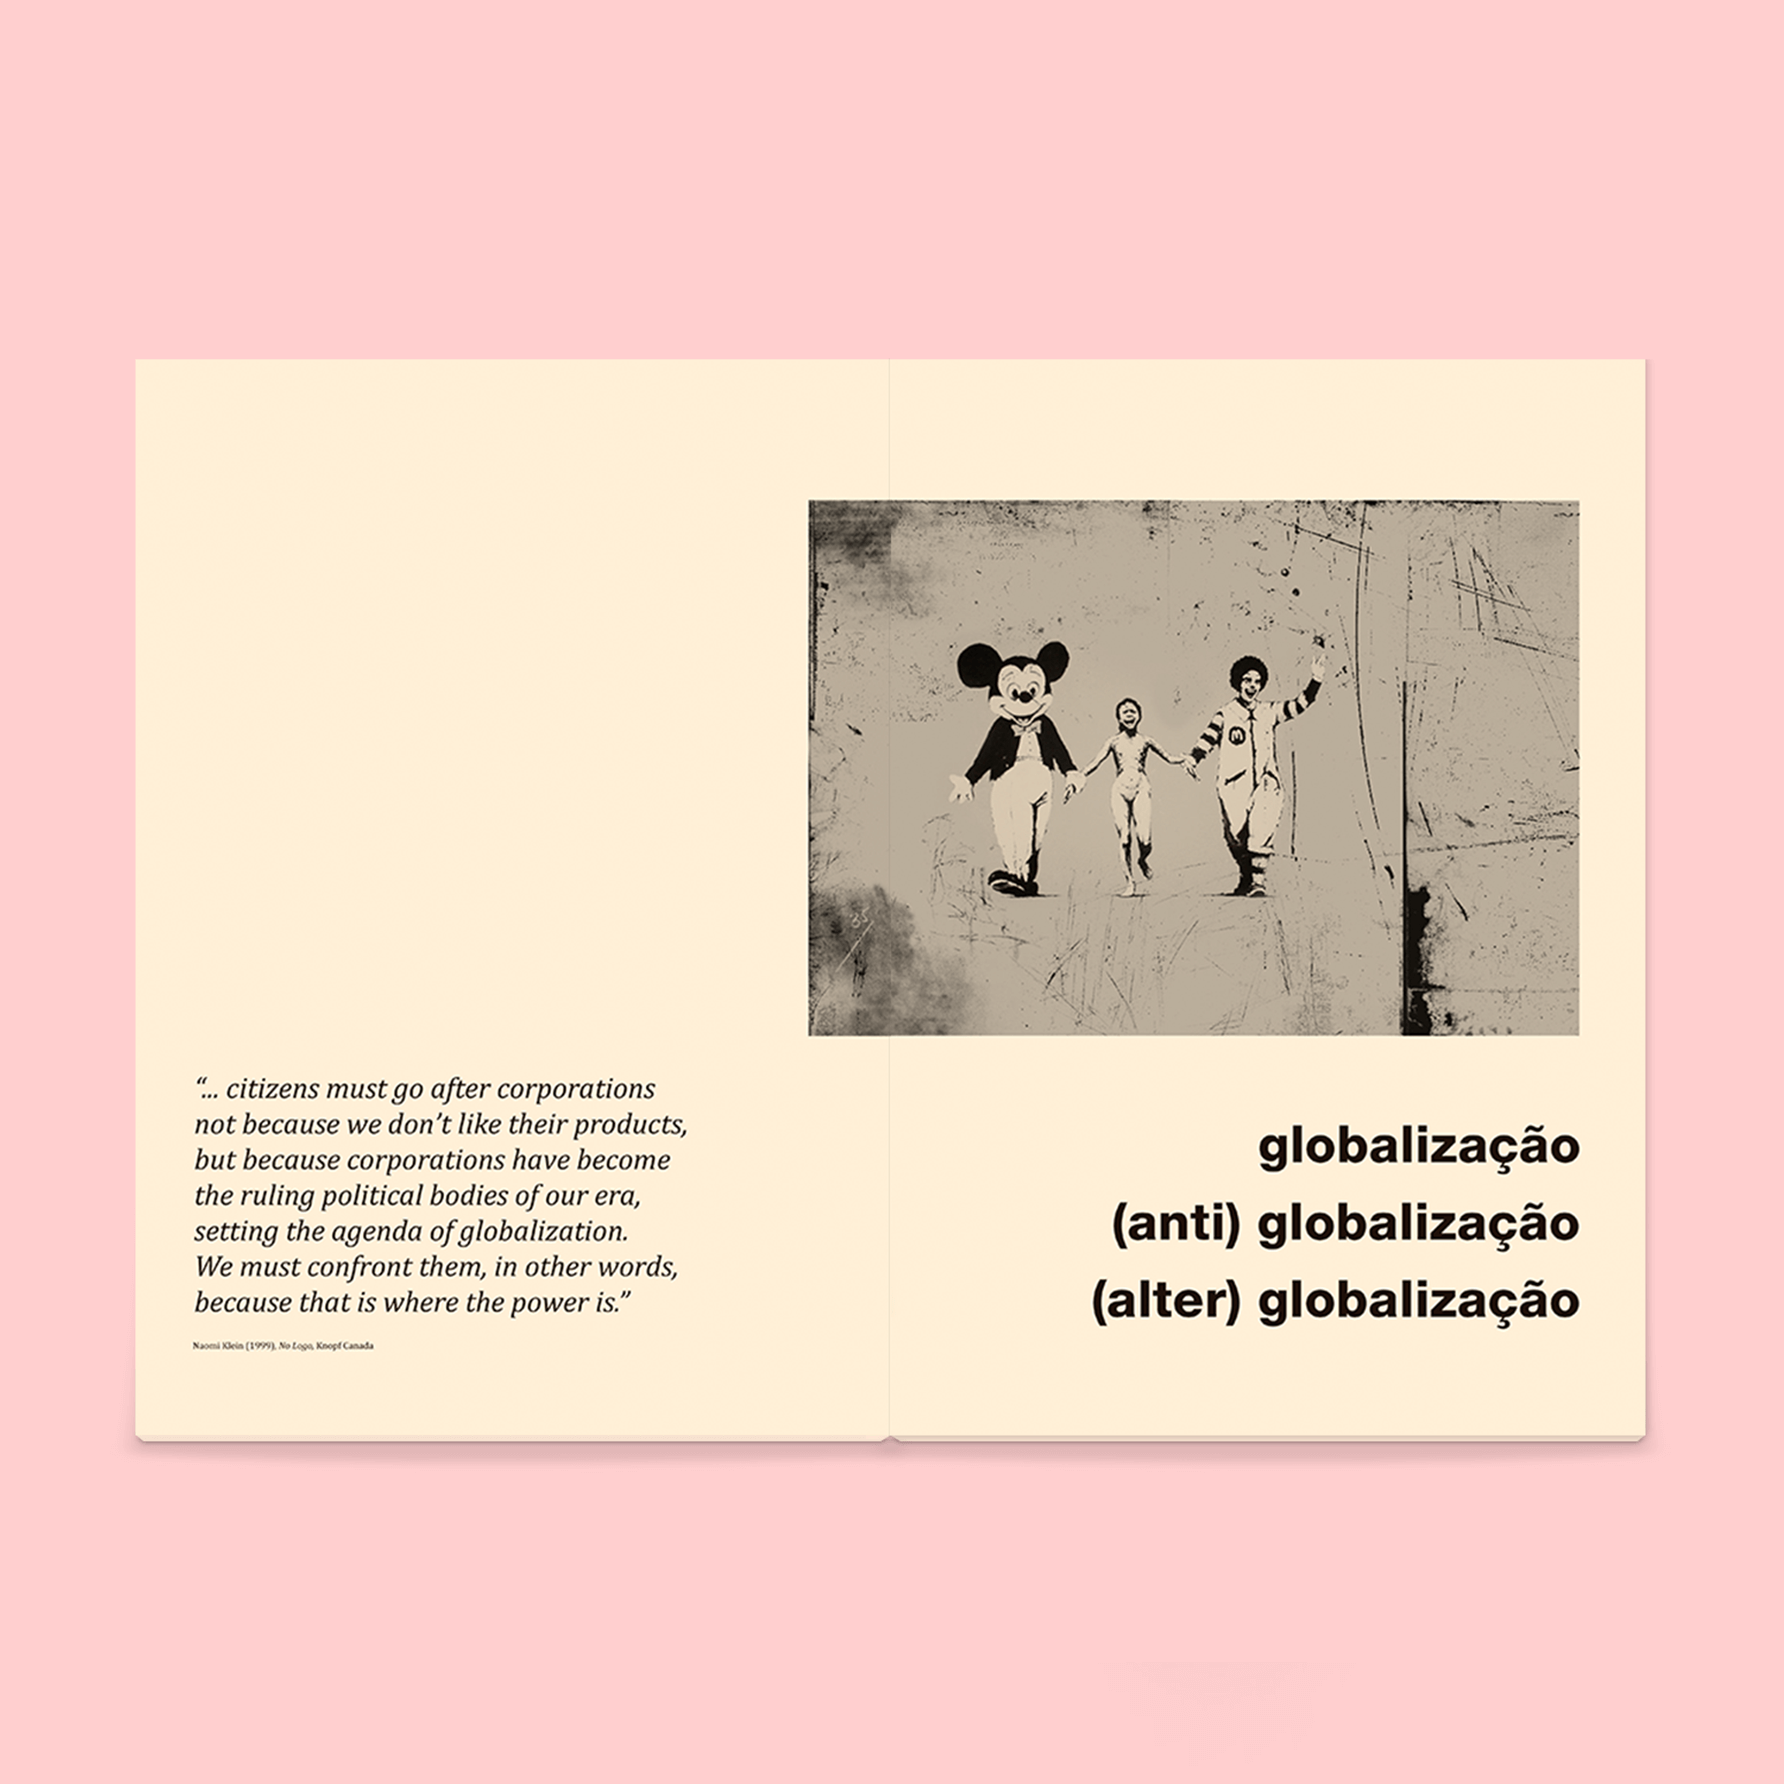 “... citizens must go after corporations
not because we don’t like their products,
but because corporations have become
the ruling political bodies of our era,
setting the agenda of globalization.
We must confront them, in other words,
because that is where the power is.”
Naomi Klein (1999), No Logo, Knopf Canada
M
globalização
(anti) globalização
(alter) globalização